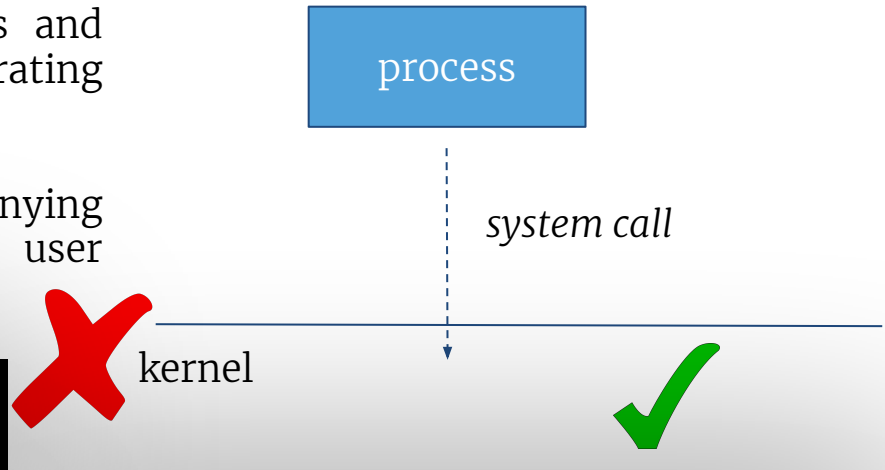 s and
rating
process
nying
user
system call
kernel